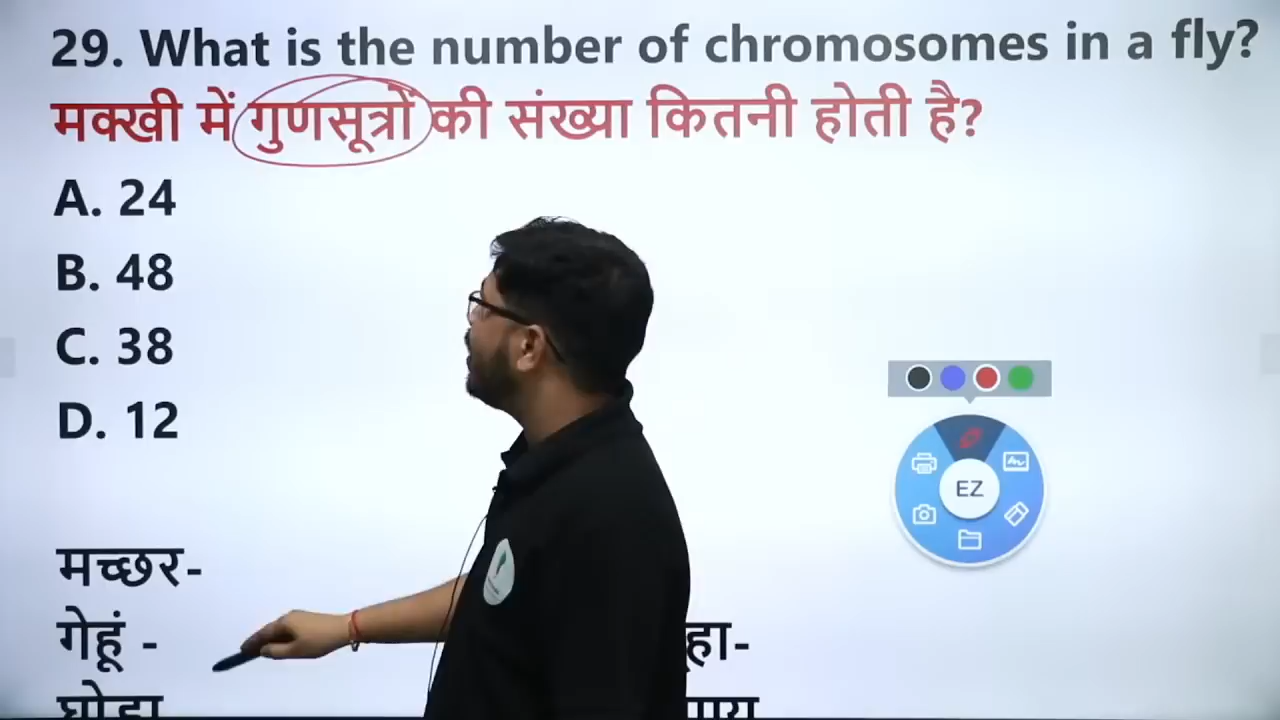 29. What is the number of chromosomes in a fly?
मक्खी में गुणसूत्रों की संख्या कितनी होती है?
A. 24
B. 48
C. 38
D. 12
EZ
मच्छर-
गेहूं -